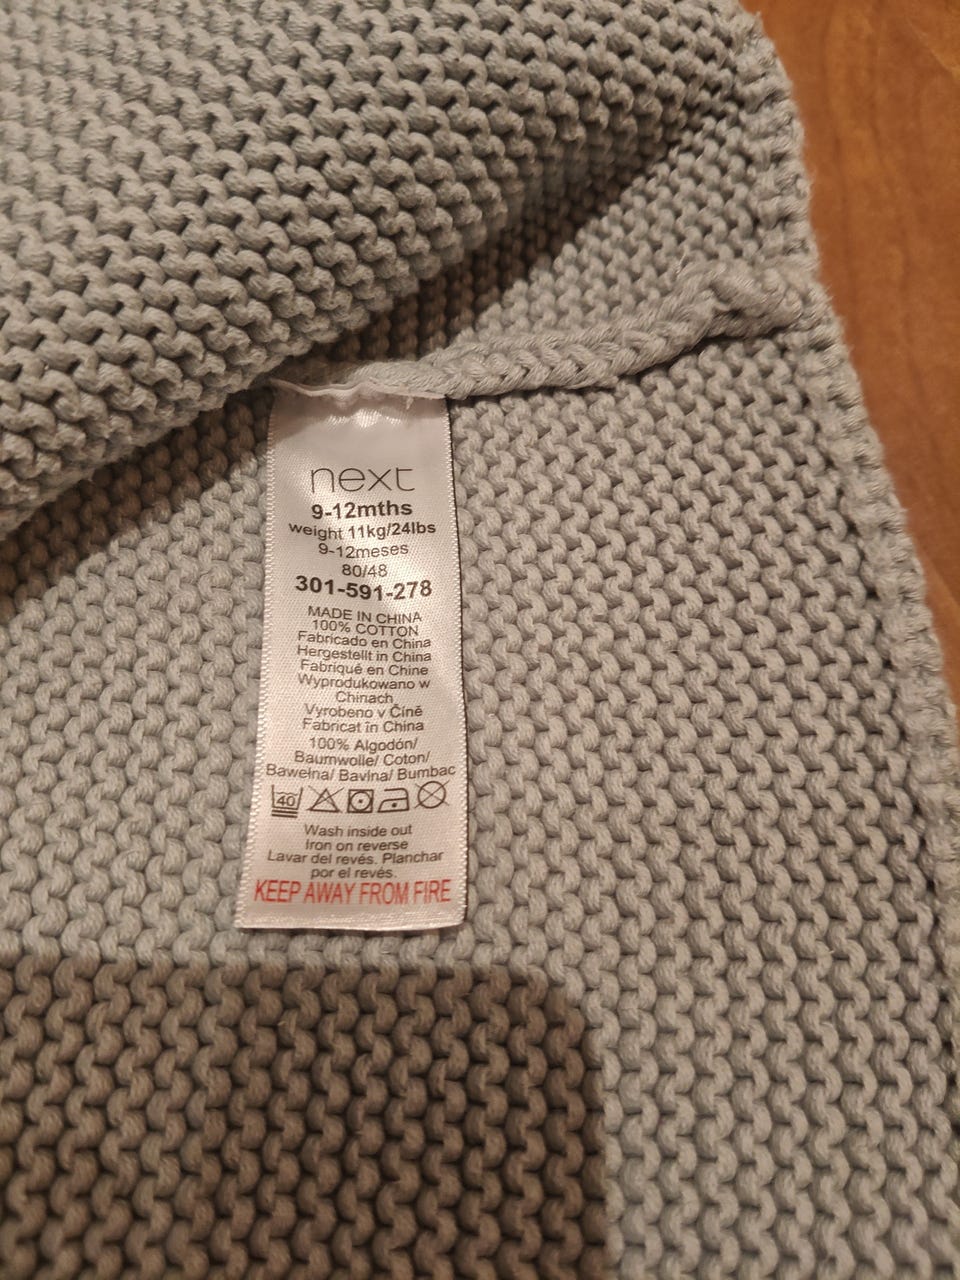 next
9-12mths
weight 11kg/24lbs
9-12meses
80/48
301-591-278
MADE IN CHINA
100% COTTON
Fabricado en China
Hergestellt in China
Fabriqué en Chine
Wyprodukowano w
Chinach
Vyrobeno v Číně
Fabricat în China
100% Algodón/
Baumwolle/ Coton/
Bawełna/ Bavlna/ Bumbac
40
Wash inside out
Iron on reverse
Lavar del revés. Planchar
por el revés.
KEEP AWAY FROM FIRE